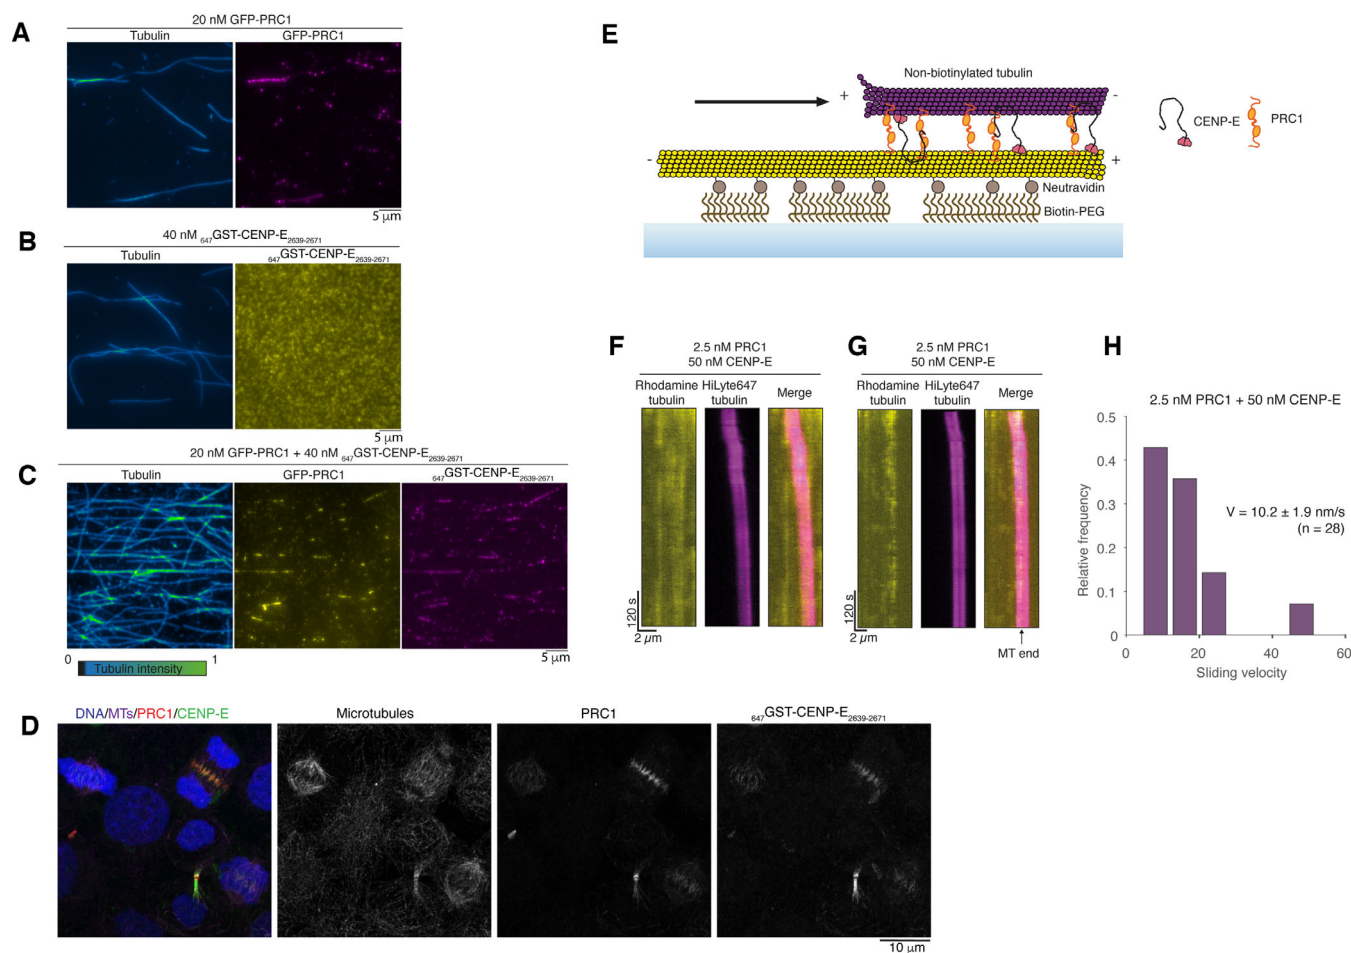 A
20 nM GFP-PRC1
Tubulin GFP-PRC1
5 µm
B
40 nM 647GST-CENP-E2639-2671
Tubulin 647GST-CENP-E2639-2671
5 µm
C
20 nM GFP-PRC1 + 40 nM 647GST-CENP-E2639-2671
Tubulin GFP-PRC1 647GST-CENP-E2639-2671
0 1
Tubulin intensity
5 µm
D
DNA/MTs/PRC1/CENP-E Microtubules PRC1 647GST-CENP-E2639-2671
10 µm
E
Non-biotinylated tubulin
+ -
- +
Neutravidin
Biotin-PEG
CENP-E PRC1
F
2.5 nM PRC1
50 nM CENP-E
Rhodamine HiLyte647
tubulin tubulin Merge
120 s
2 µm
G
2.5 nM PRC1
50 nM CENP-E
Rhodamine HiLyte647
tubulin tubulin Merge
120 s
2 µm
MT end
H
2.5 nM PRC1 + 50 nM CENP-E
0.5
0.4
0.3
0.2
0.1
0
Relative frequency
V = 10.2 ± 1.9 nm/s
(n = 28)
0 20 40 60
Sliding velocity